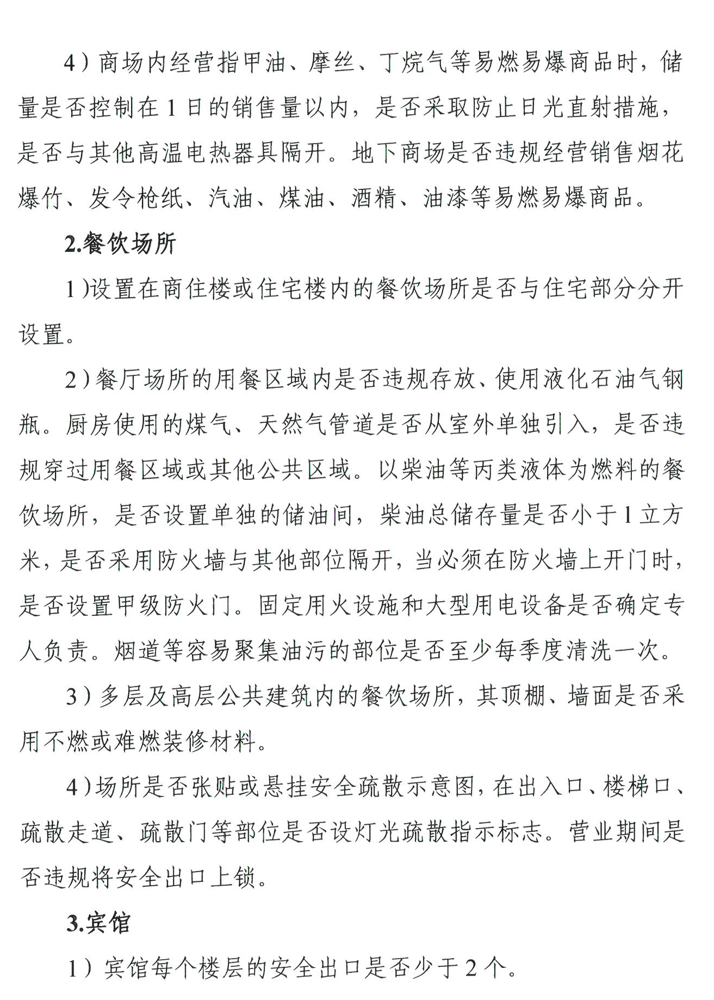 4）商场内经营指甲油、摩丝、丁烷气等易燃易爆商品时，储
量是否控制在1日的销售量以内，是否采取防止日光直射措施，
是否与其他高温电热器具隔开。地下商场是否违规经营销售烟花
爆竹、发令枪纸、汽油、煤油、酒精、油漆等易燃易爆商品。
2.餐饮场所
1）设置在商住楼或住宅楼内的餐饮场所是否与住宅部分分开
设置。
2）餐厅场所的用餐区域内是否违规存放、使用液化石油气钢
瓶。厨房使用的煤气、天然气管道是否从室外单独引入，是否违
规穿过用餐区域或其他公共区域。以柴油等丙类液体为燃料的餐
饮场所，是否设置单独的储油间，柴油总储存量是否小于1立方
米，是否采用防火墙与其他部位隔开，当必须在防火墙上开门时，
是否设置甲级防火门。固定用火设施和大型用电设备是否确定专
人负责。烟道等容易聚集油污的部位是否至少每季度清洗一次。
3）多层及高层公共建筑内的餐饮场所，其顶棚、墙面是否采
用不燃或难燃装修材料。
4）场所是否张贴或悬挂安全疏散示意图，在出入口、楼梯口、
疏散走道、疏散门等部位是否设灯光疏散指示标志。营业期间是
否违规将安全出口上锁。
3.宾馆
1）宾馆每个楼层的安全出口是否少于2个。